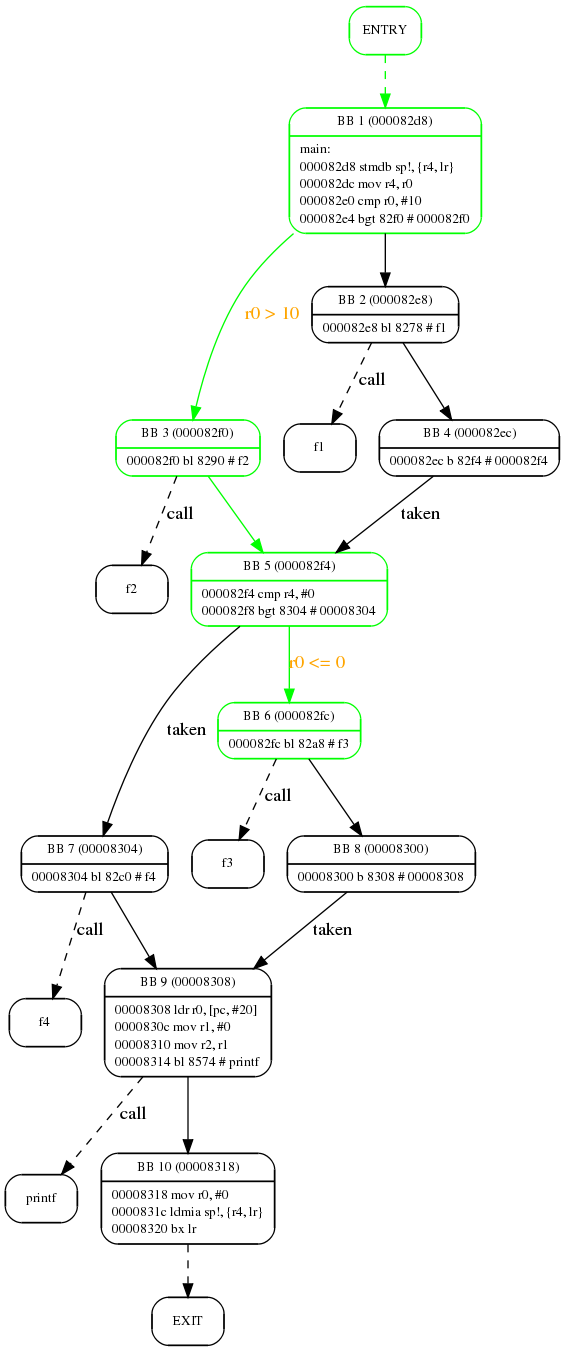 ENTRY
BB 1 (000082d8)
main:
000082d8 stmdb sp!, {r4, lr}
000082dc mov r4, r0
000082e0 cmp r0, #10
000082e4 bgt 82f0 # 000082f0
r0 > 10
BB 2 (000082e8)
000082e8 bl 8278 # f1
call
BB 3 (000082f0)
000082f0 bl 8290 # f2
f1
BB 4 (000082ec)
000082ec b 82f4 # 000082f4
call
taken
f2
BB 5 (000082f4)
000082f4 cmp r4, #0
000082f8 bgt 8304 # 00008304
r0 <= 0
taken
BB 6 (000082fc)
000082fc bl 82a8 # f3
call
BB 7 (00008304)
00008304 bl 82c0 # f4
f3
BB 8 (00008300)
00008300 b 8308 # 00008308
call
taken
f4
BB 9 (00008308)
00008308 ldr r0, [pc, #20]
0000830c mov r1, #0
00008310 mov r2, r1
00008314 bl 8574 # printf
call
printf
BB 10 (00008318)
00008318 mov r0, #0
0000831c ldmia sp!, {r4, lr}
00008320 bx lr
EXIT